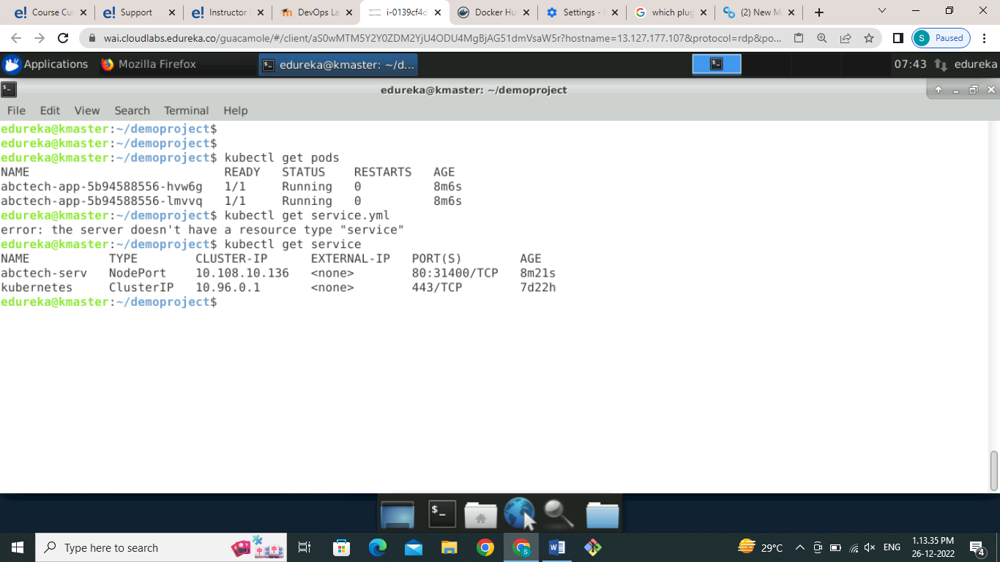 Course Cur
Support
Instructor
DevOps La
i-0139cf4d
Docker Hu
Settings -
which plug
(2) New M
wai.cloudlabs.edureka.co/guacamole/#/client/aS0wMTM5Y2Y0ZDM2YjU4ODU4MgBjAG51dmVsaW5r?hostname=13.127.177.107&protocol=rdp&po...
S Paused
Applications Mozilla Firefox edureka@kmaster: ~/d... 07:43 edureka
edureka@kmaster: ~/demoproject
File Edit View Search Terminal Help
edureka@kmaster:~/demoproject$
edureka@kmaster:~/demoproject$
edureka@kmaster:~/demoproject$ kubectl get pods
NAME READY STATUS RESTARTS AGE
abctech-app-5b94588556-hvw6g 1/1 Running 0 8m6s
abctech-app-5b94588556-lmvvq 1/1 Running 0 8m6s
edureka@kmaster:~/demoproject$ kubectl get service.yml
error: the server doesn't have a resource type "service"
edureka@kmaster:~/demoproject$ kubectl get service
NAME TYPE CLUSTER-IP EXTERNAL-IP PORT(S) AGE
abctech-serv NodePort 10.108.10.136 <none> 80:31400/TCP 8m21s
kubernetes ClusterIP 10.96.0.1 <none> 443/TCP 7d22h
edureka@kmaster:~/demoproject$
Type here to search
29°C
ENG
1.13.35 PM
26-12-2022
4